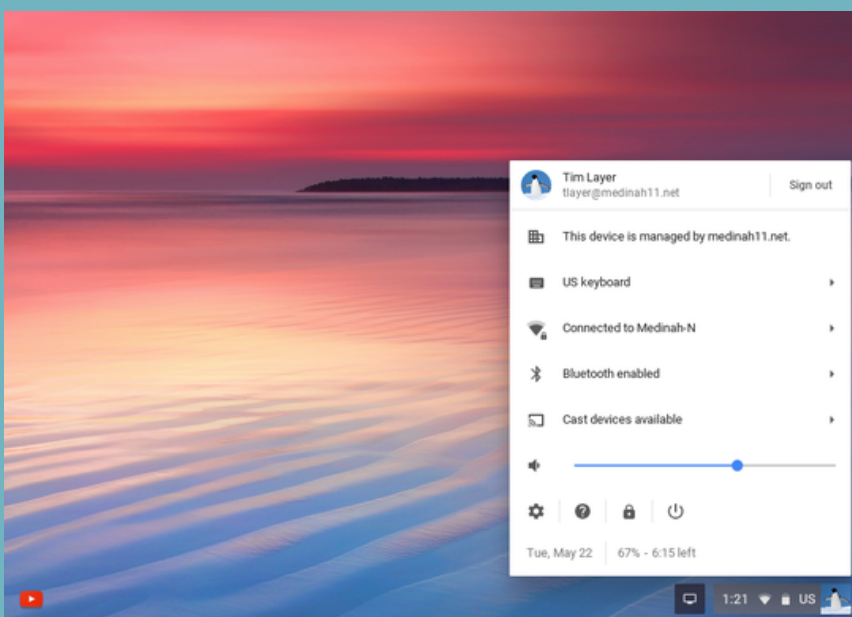 Tim Layer
tlayer@medinah11.net
Sign out
This device is managed by medinah11.net.
US keyboard
Connected to Medinah-N
Bluetooth enabled
Cast devices available
Tue, May 22
67% - 6:15 left
1:21
US